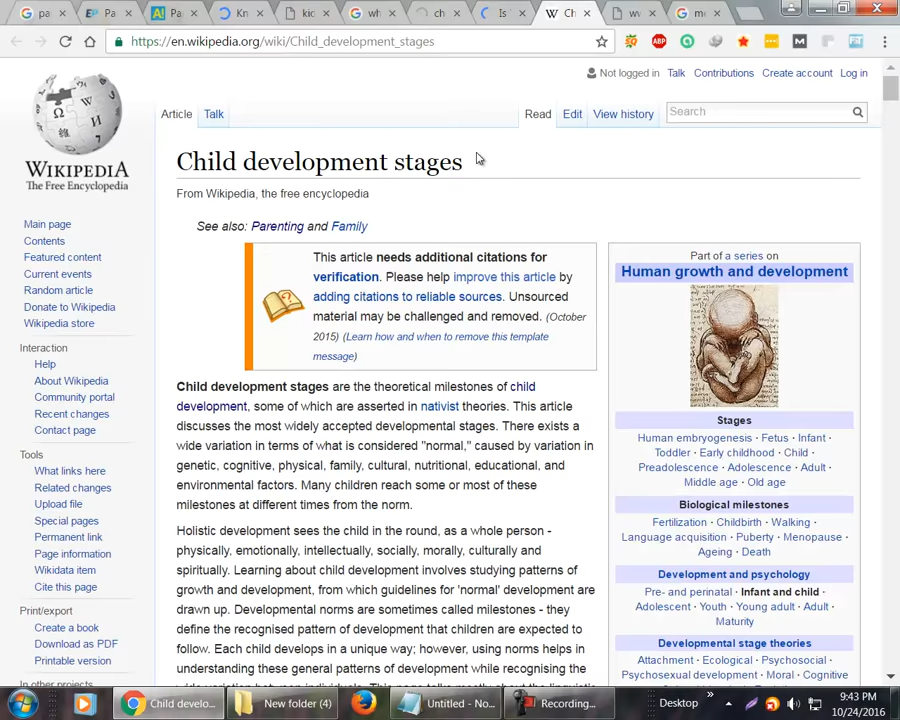 pa
Pa
Pa
Kn
kic
wh
ch
Is
Ch
wv
me
https://en.wikipedia.org/wiki/Child_development_stages
Not logged in Talk Contributions Create account Log in
Article Talk Read Edit View history Search
WIKIPEDIA
The Free Encyclopedia
Child development stages
From Wikipedia, the free encyclopedia
See also: Parenting and Family
This article needs additional citations for
verification. Please help improve this article by
adding citations to reliable sources. Unsourced
material may be challenged and removed. (October
2015) (Learn how and when to remove this template
message)
Child development stages are the theoretical milestones of child
development, some of which are asserted in nativist theories. This article
discusses the most widely accepted developmental stages. There exists a
wide variation in terms of what is considered "normal," caused by variation in
genetic, cognitive, physical, family, cultural, nutritional, educational, and
environmental factors. Many children reach some or most of these
milestones at different times from the norm.
Holistic development sees the child in the round, as a whole person -
physically, emotionally, intellectually, socially, morally, culturally and
spiritually. Learning about child development involves studying patterns of
growth and development, from which guidelines for 'normal' development are
drawn up. Developmental norms are sometimes called milestones - they
define the recognised pattern of development that children are expected to
follow. Each child develops in a unique way; however, using norms helps in
understanding these general patterns of development while recognising the
Part of a series on
Human growth and development
Stages
Human embryogenesis · Fetus · Infant ·
Toddler · Early childhood · Child ·
Preadolescence · Adolescence · Adult ·
Middle age · Old age
Biological milestones
Fertilization · Childbirth · Walking ·
Language acquisition · Puberty · Menopause ·
Ageing · Death
Development and psychology
Pre- and perinatal · Infant and child ·
Adolescent · Youth · Young adult · Adult ·
Maturity
Developmental stage theories
Attachment · Ecological · Psychosocial ·
Psychosexual development · Moral · Cognitive
Main page
Contents
Featured content
Current events
Random article
Donate to Wikipedia
Wikipedia store
Interaction
Help
About Wikipedia
Community portal
Recent changes
Contact page
Tools
What links here
Related changes
Upload file
Special pages
Permanent link
Page information
Wikidata item
Cite this page
Print/export
Create a book
Download as PDF
Printable version
In other projects
Child develo...
New folder (4)
Untitled - No...
Recording...
Desktop
9:43 PM
10/24/2016